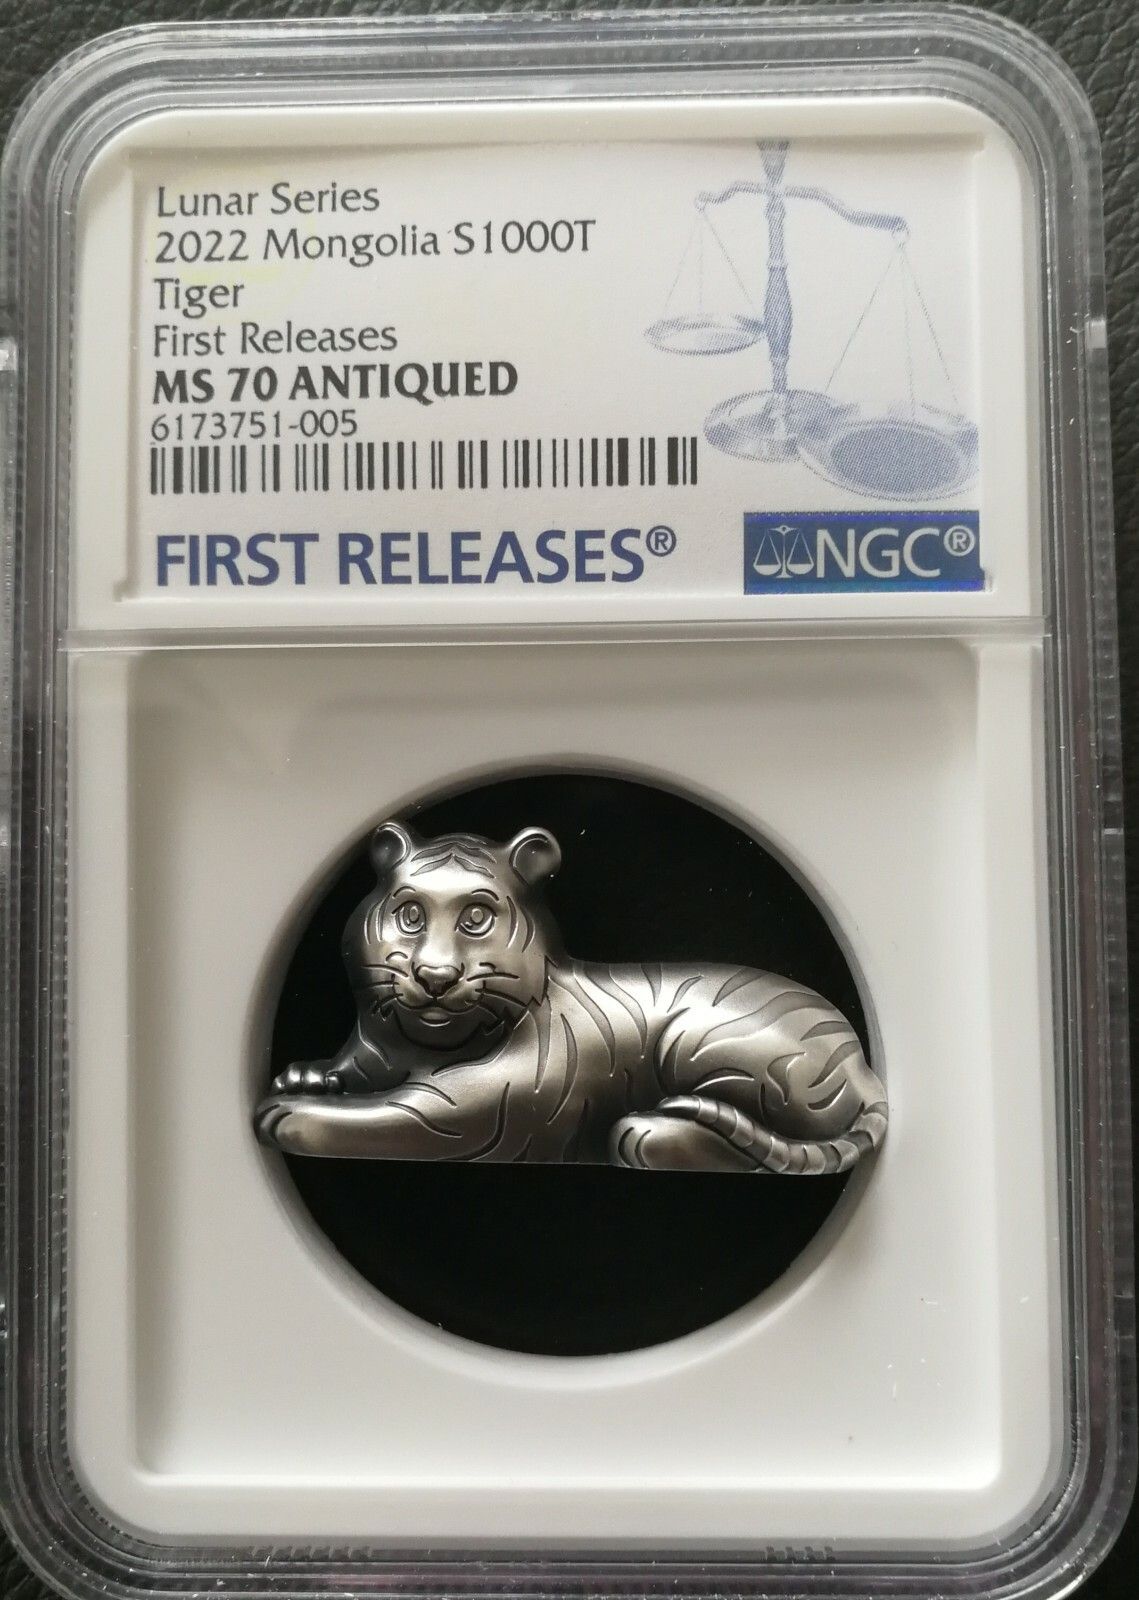 Lunar Series
2022 Mongolia S1000T
Tiger
First Releases
MS 70 ANTIQUED
6173751-005
FIRST RELEASES®
NGC®